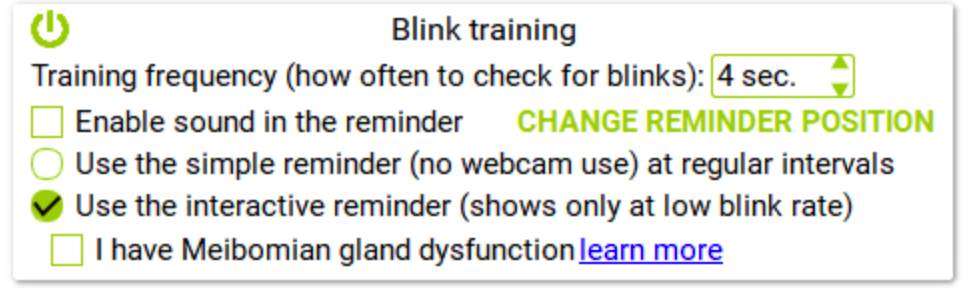 Blink training
Training frequency (how often to check for blinks): 4 sec.
Enable sound in the reminder CHANGE REMINDER POSITION
Use the simple reminder (no webcam use) at regular intervals
Use the interactive reminder (shows only at low blink rate)
I have Meibomian gland dysfunction learn more